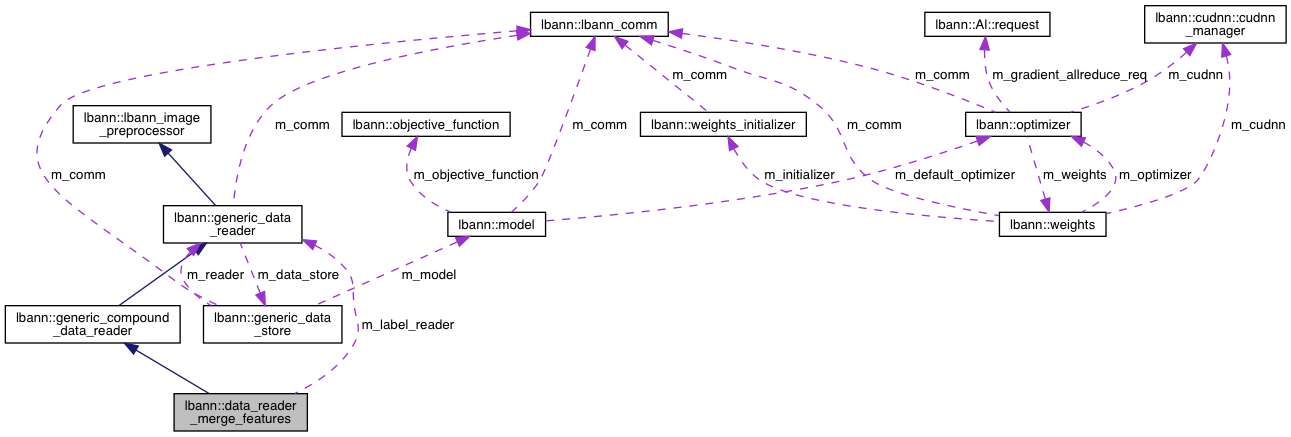 lbann::lbann_comm
lbann::Al::request
lbann::cudnn::cudnn
_manager
m_comm
m_comm
m_gradient_allreduce_req
m_cudnn
lbann::lbann_image
_preprocessor
m_comm
lbann::objective_function
m_comm
lbann::weights_initializer
m_comm
lbann::optimizer
m_cudnn
m_comm
m_objective_function
m_initializer
m_default_optimizer
m_weights
m_optimizer
lbann::generic_data
_reader
lbann::model
lbann::weights
m_reader
m_data_store
m_model
lbann::generic_compound
_data_reader
lbann::generic_data
_store
m_label_reader
lbann::data_reader
_merge_features